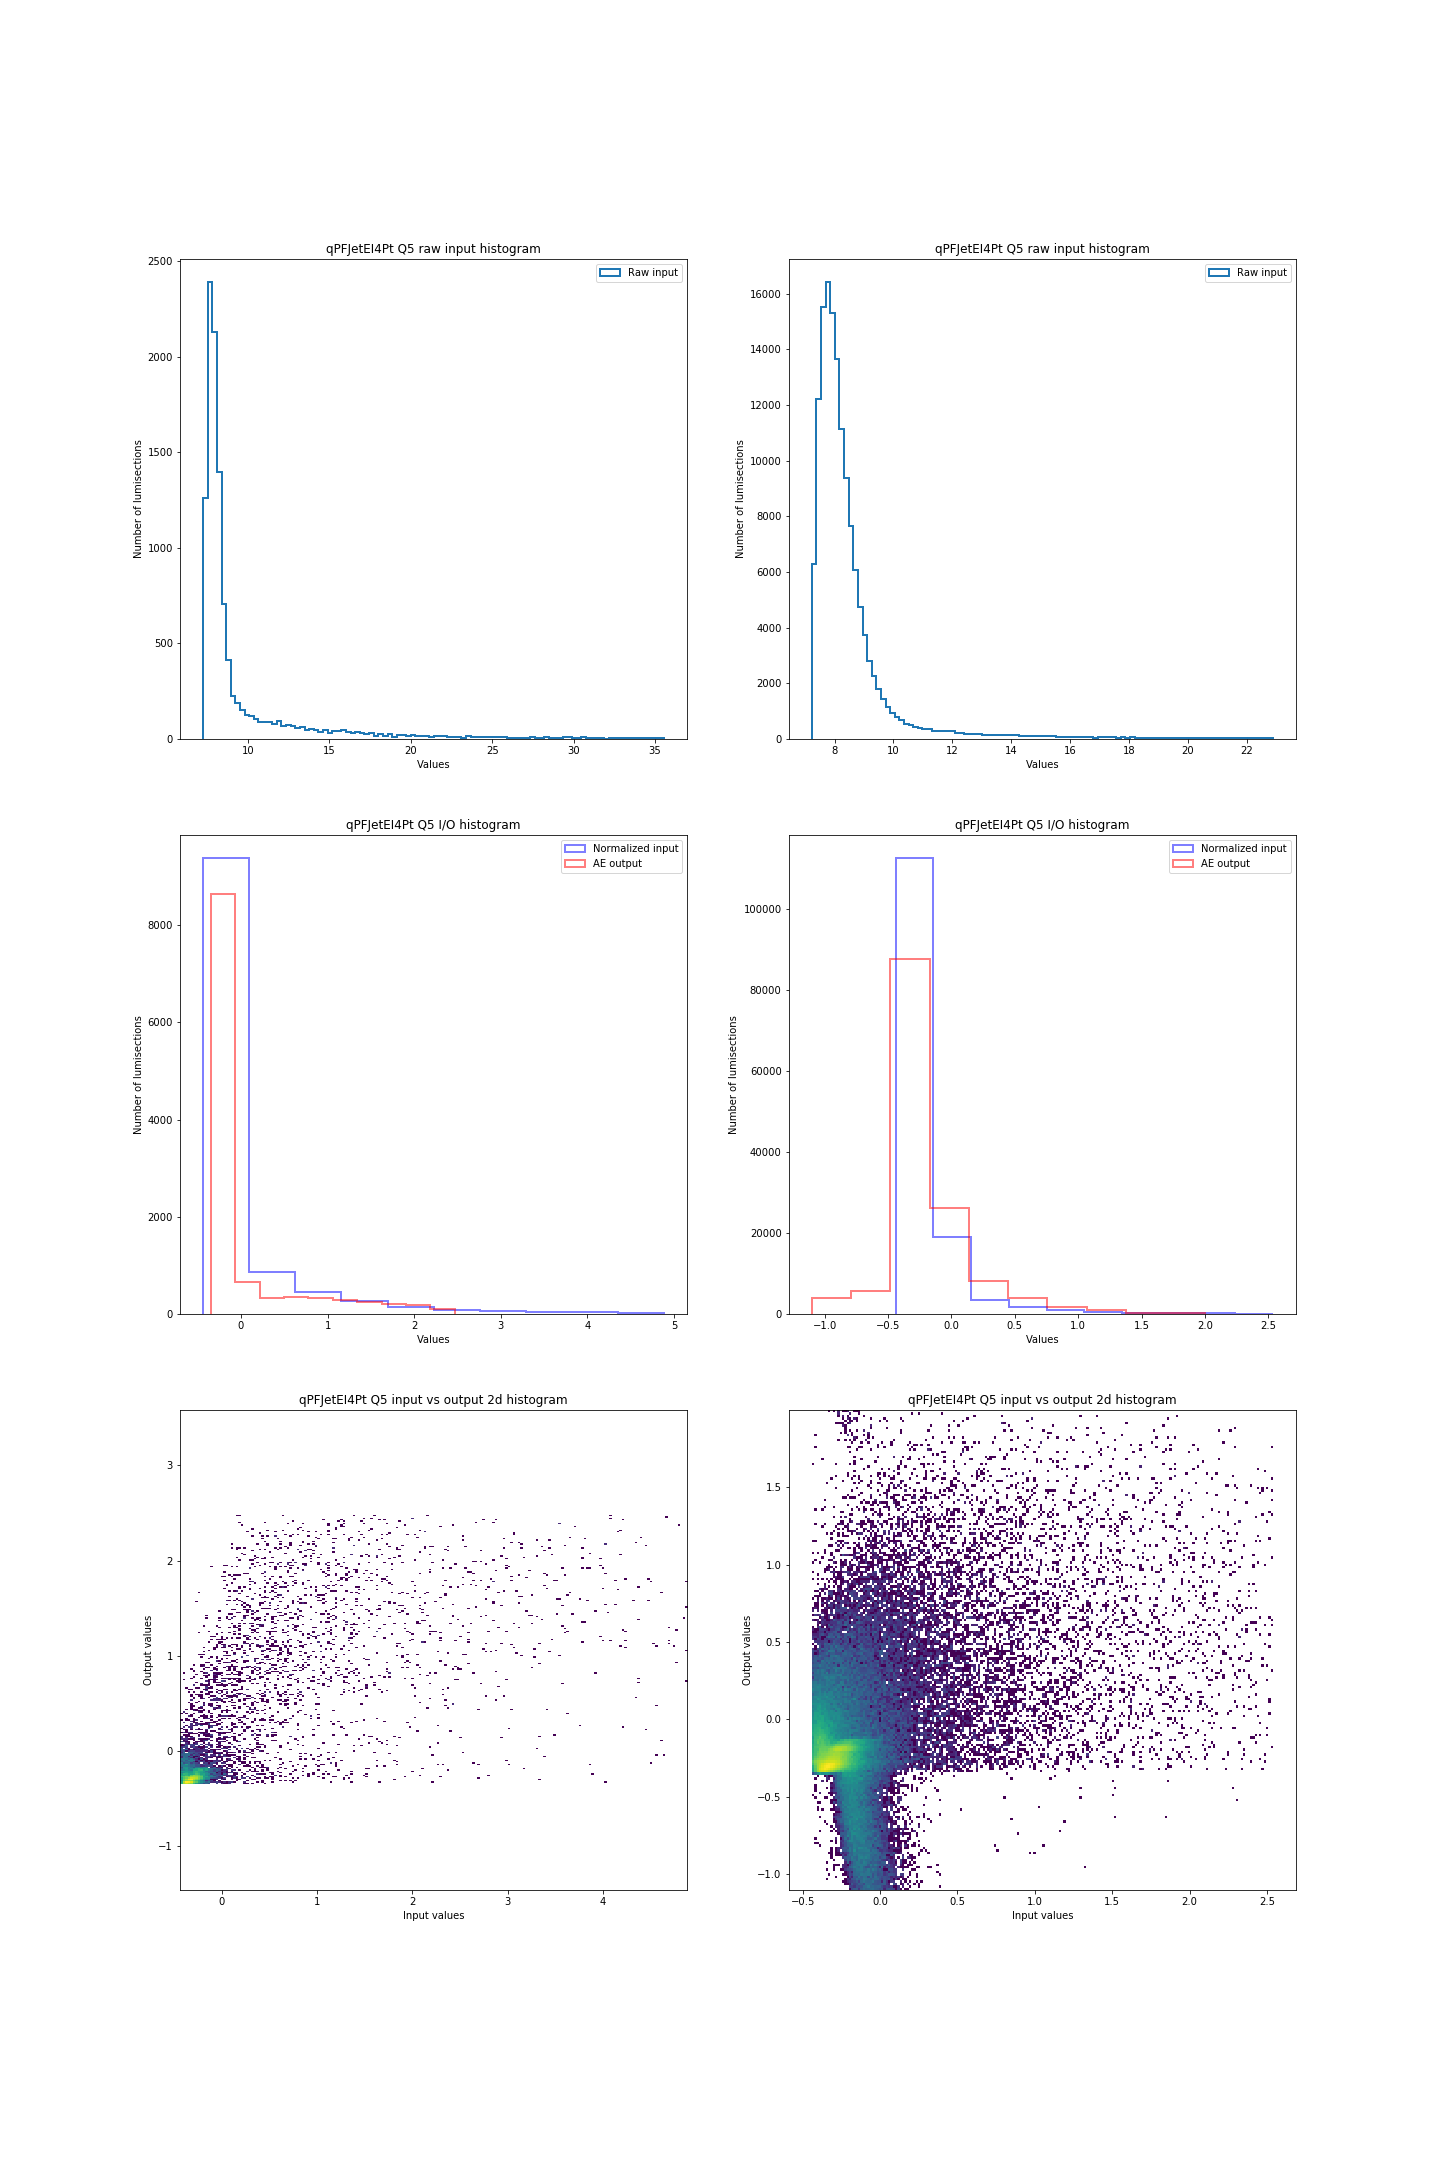 qPFJetEI4Pt Q5 raw input histogram
Raw input
2500
2000
1500
1000
500
0
Number of lumisections
10 15 20 25 30 35
Values
qPFJetEI4Pt Q5 raw input histogram
Raw input
16000
14000
12000
10000
8000
6000
4000
2000
0
Number of lumisections
8 10 12 14 16 18 20 22
Values
qPFJetEI4Pt Q5 I/O histogram
Normalized input
AE output
8000
6000
4000
2000
0
Number of lumisections
0 1 2 3 4 5
Values
qPFJetEI4Pt Q5 I/O histogram
Normalized input
AE output
100000
80000
60000
40000
20000
0
Number of lumisections
−1.0 −0.5 0.0 0.5 1.0 1.5 2.0 2.5
Values
qPFJetEI4Pt Q5 input vs output 2d histogram
3
2
1
0
−1
Output values
0 1 2 3 4
Input values
qPFJetEI4Pt Q5 input vs output 2d histogram
1.5
1.0
0.5
0.0
−0.5
−1.0
Output values
−0.5 0.0 0.5 1.0 1.5 2.0 2.5
Input values